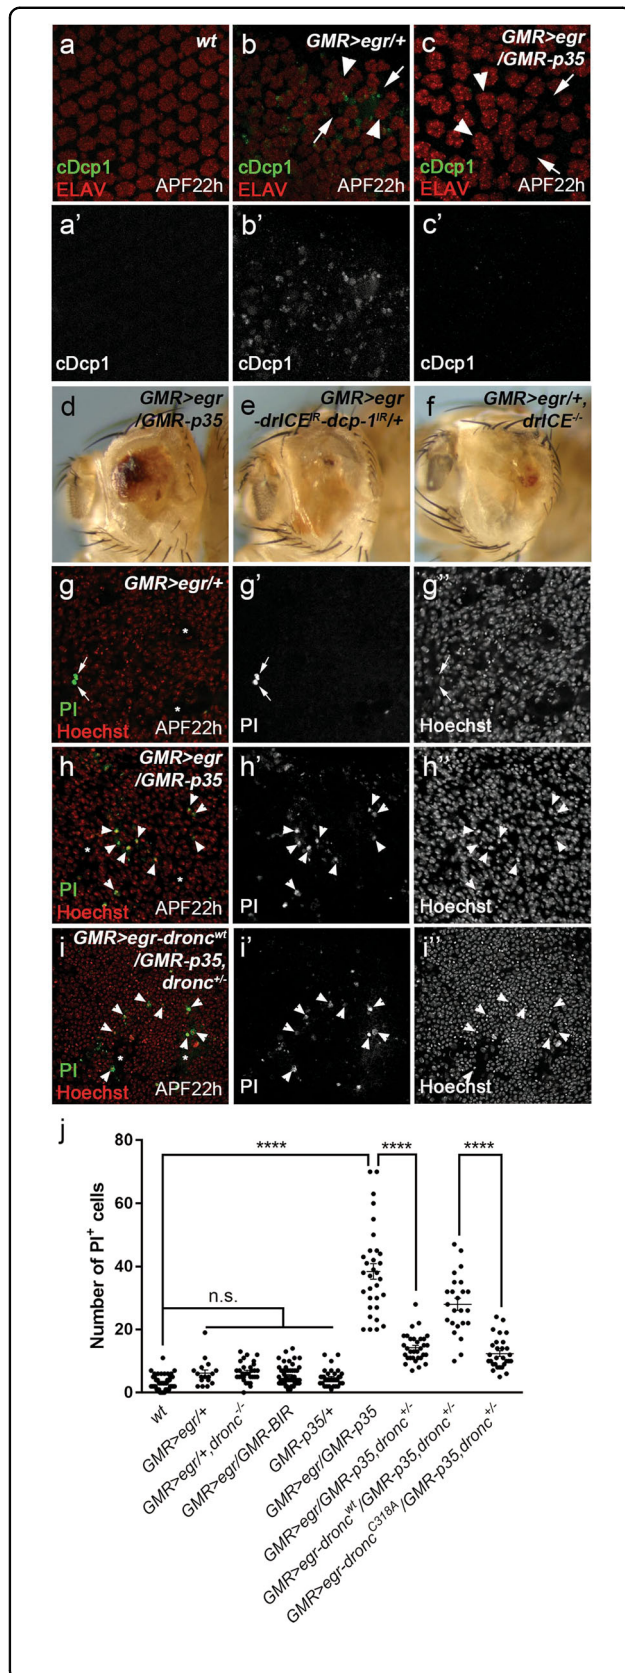 a
wt
cDcp1
ELAV
APF22h
b
GMR>egr/+
cDcp1
ELAV
APF22h
c
GMR>egr
/GMR-p35
cDcp1
ELAV
APF22h
a'
cDcp1
b'
cDcp1
c'
cDcp1
d
GMR>egr
/GMR-p35
e
GMR>egr
-drICE^IR-dcp-1^IR/+
f
GMR>egr/+,
drICE^-/-
g
GMR>egr/+
*
*
PI
Hoechst
APF22h
g'
PI
g''
Hoechst
h
GMR>egr
/GMR-p35
*
*
PI
Hoechst
APF22h
h'
PI
h''
Hoechst
i
GMR>egr-dronc^wt
/GMR-p35,
dronc^+/-
*
*
PI
Hoechst
APF22h
i'
PI
i''
Hoechst
j
Number of PI^+ cells
80
60
40
20
0
n.s.
****
****
****
wt
GMR>egr/+
GMR>egr/+,dronc^-/-
GMR>egr/GMR-BIR
GMR-p35/+
GMR>egr/GMR-p35
GMR>egr/GMR-p35,dronc^+/-
GMR>egr-dronc^wt/GMR-p35,dronc^+/-
GMR>egr-dronc^C318A/GMR-p35,dronc^+/-